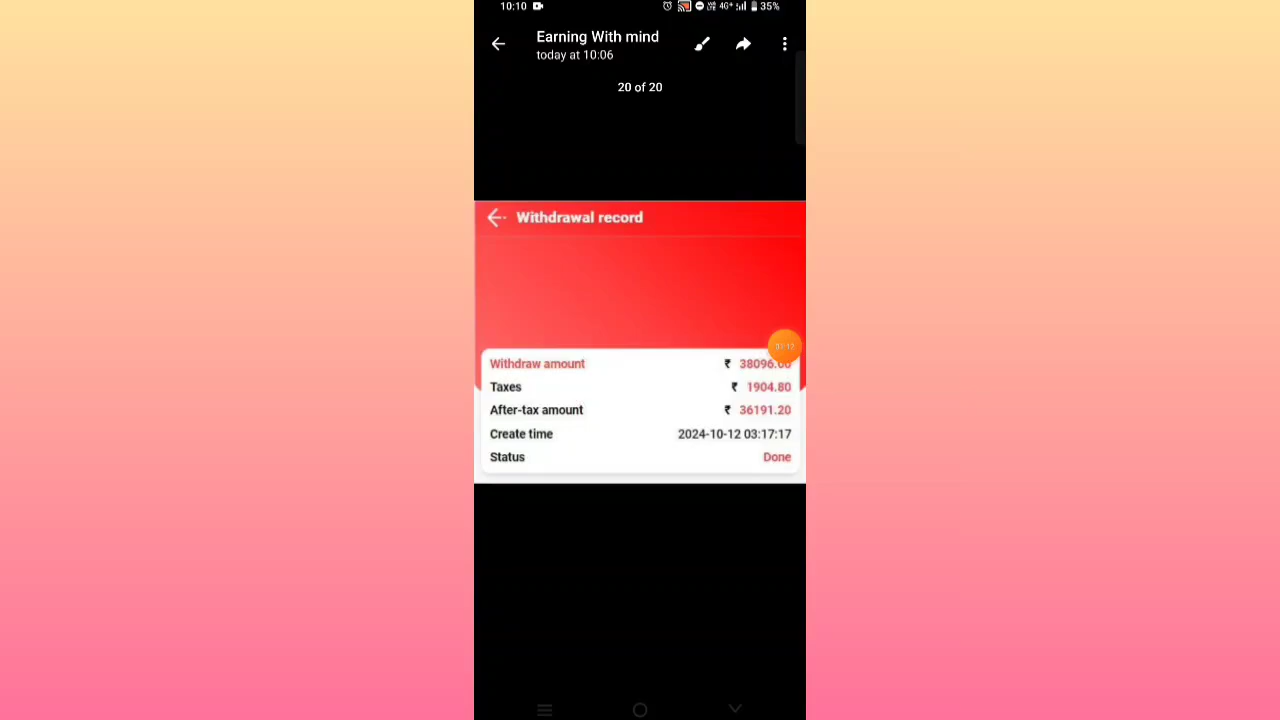 10:10 4G+ 35%
Earning With mind
today at 10:06
20 of 20
Withdrawal record
Withdraw amount ₹ 38096.00
Taxes ₹ 1904.80
After-tax amount ₹ 36191.20
Create time 2024-10-12 03:17:17
Status Done